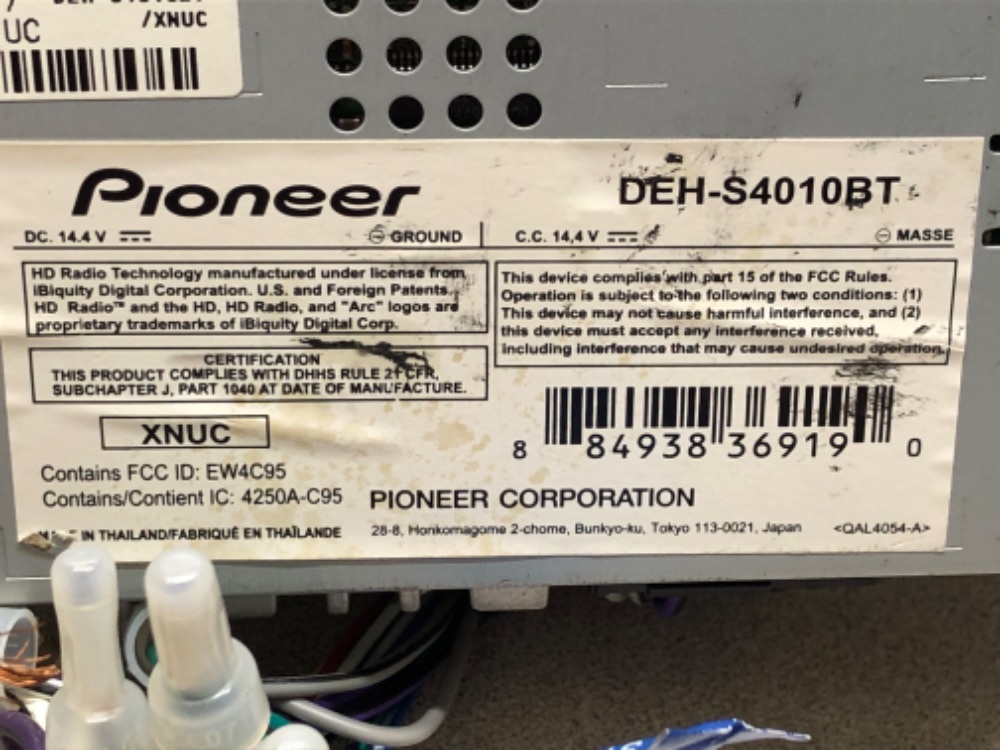 UC
/XNUC
Pioneer
DEH-S4010BT
DC. 14.4 V
GROUND
C.C. 14,4 V
MASSE
HD Radio Technology manufactured under license from
iBiquity Digital Corporation. U.S. and Foreign Patents.
HD Radio™ and the HD, HD Radio, and "Arc" logos are
proprietary trademarks of iBiquity Digital Corp.
This device complies with part 15 of the FCC Rules.
Operation is subject to the following two conditions: (1)
This device may not cause harmful interference, and (2)
this device must accept any interference received,
including interference that may cause undesired operation.
CERTIFICATION
THIS PRODUCT COMPLIES WITH DHHS RULE 21 CFR,
SUBCHAPTER J, PART 1040 AT DATE OF MANUFACTURE.
XNUC
8 84938 36919 0
Contains FCC ID: EW4C95
Contains/Contient IC: 4250A-C95
PIONEER CORPORATION
IN THAILAND/FABRIQUÉ EN THAÏLANDE
28-8, Honkomagome 2-chome, Bunkyo-ku, Tokyo 113-0021, Japan
<QAL4054-A>